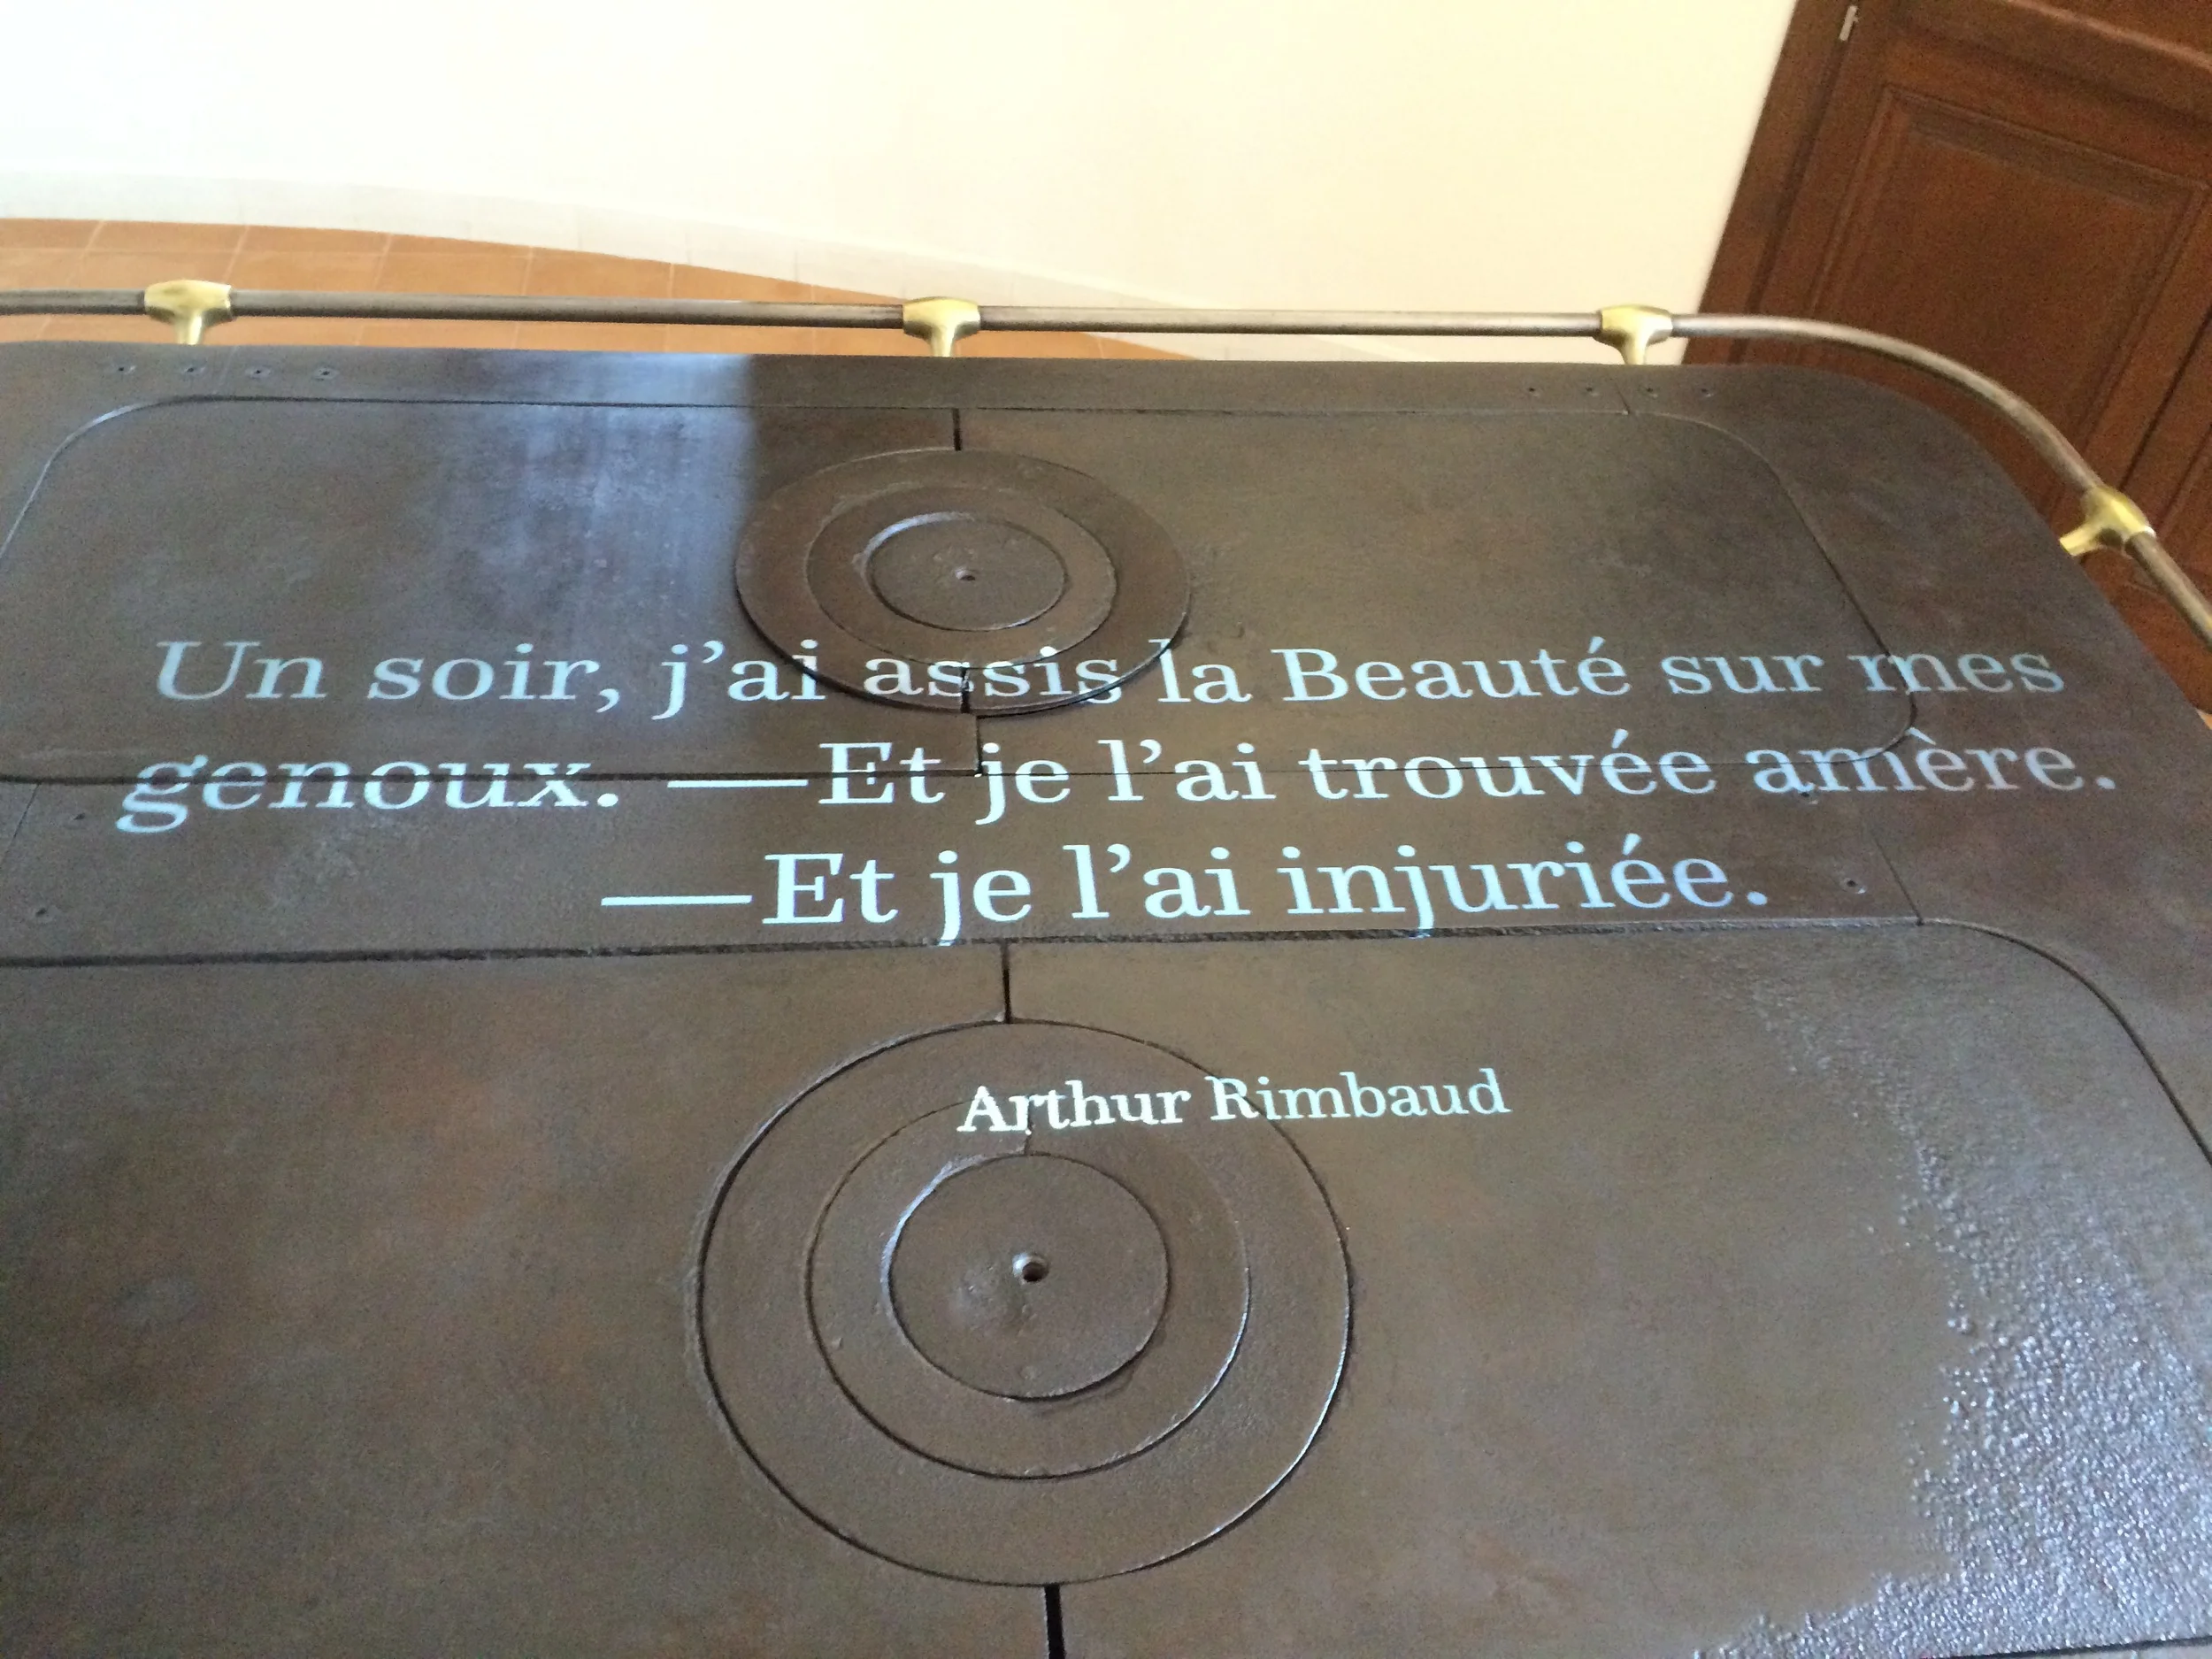 Un soir, j’ai assis la Beauté sur mes
genoux. —Et je l’ai trouvée amère.
—Et je l’ai injuriée.
Arthur Rimbaud